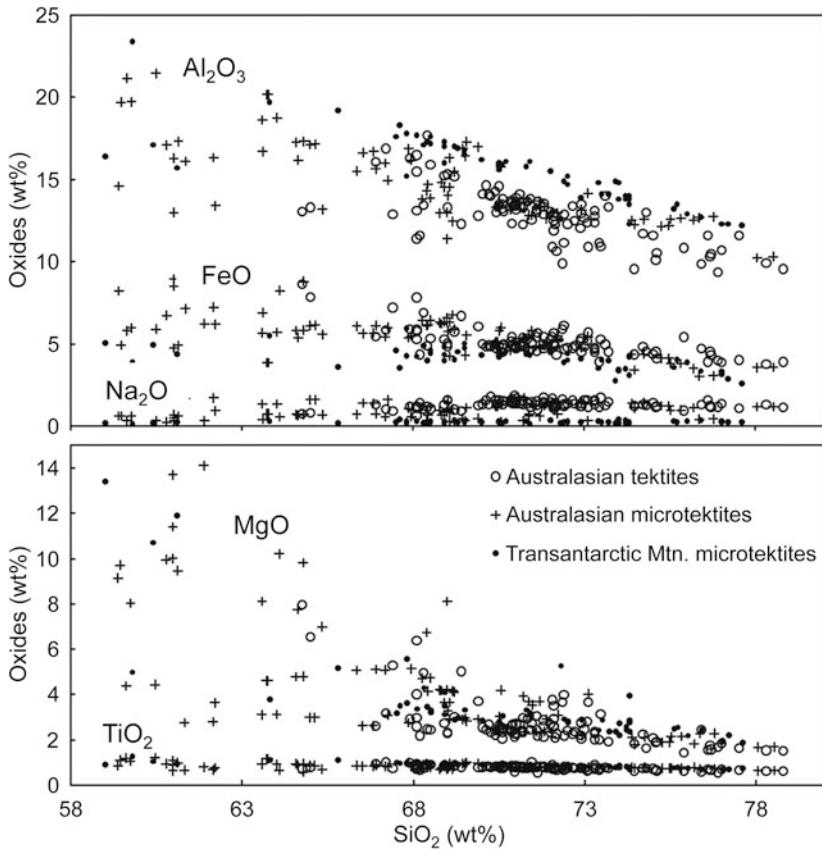 25
20
15
10
5
0
Oxides (wt%)
Al₂O₃
FeO
Na₂O
14
12
10
8
6
4
2
0
Oxides (wt%)
MgO
TiO₂
Australasian tektites
Australasian microtektites
Transantarctic Mtn. microtektites
58 63 68 73 78
SiO₂ (wt%)